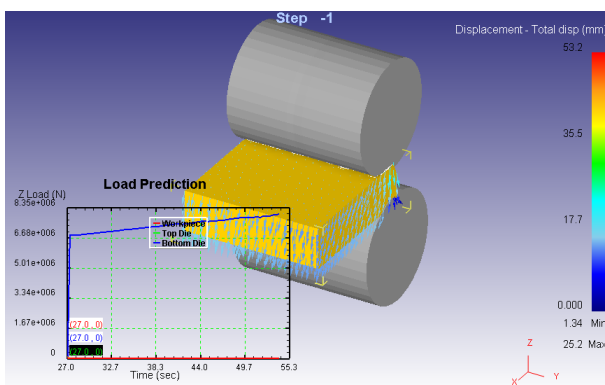 Step -1
Displacement - Total disp (mm)
53.2
35.5
17.7
0.000
1.34 Min
25.2 Max
Load Prediction
Z Load (N)
8.35e+006
6.68e+006
5.01e+006
3.34e+006
1.67e+006
0
Workpiece
Top Die
Bottom Die
(27.0 , 0)
(27.0 , 0)
(27.0 , 0)
27.0
32.7
38.3
44.0
49.7
55.3
Time (sec)
Z
X
Y